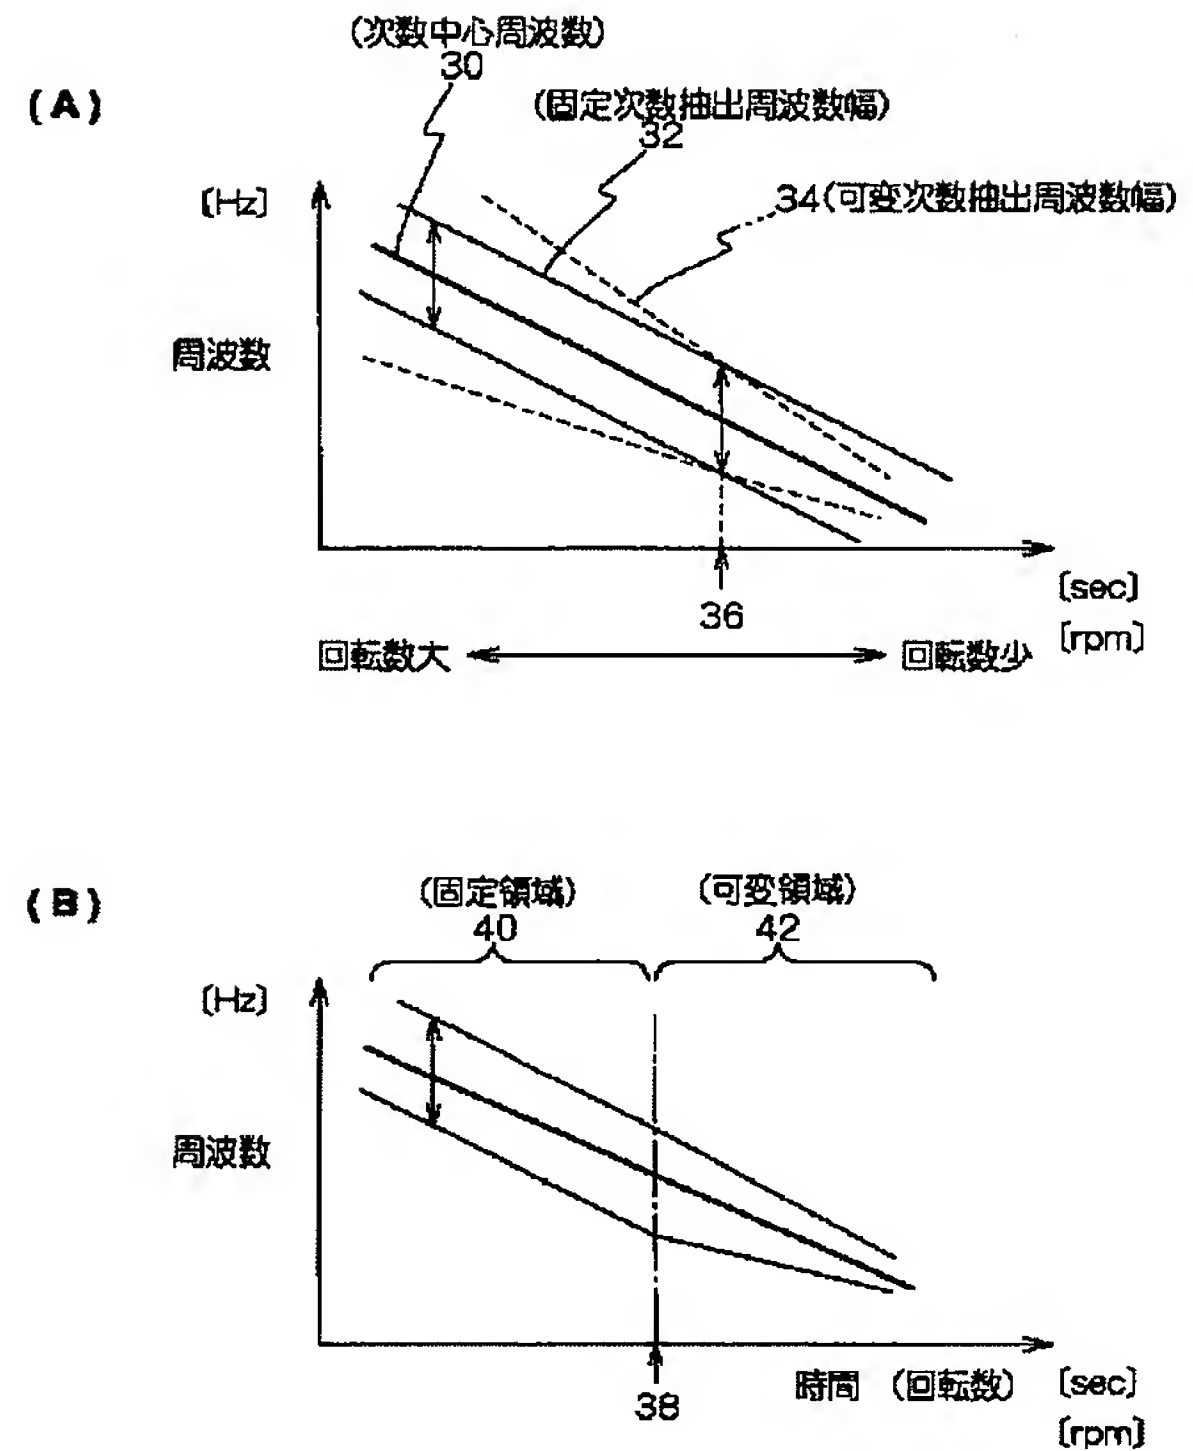 (A)
(次数中心周波数)
30
(固定次数抽出周波数幅)
32
34(可変次数抽出周波数幅)
〔Hz〕
周波数
36
〔sec〕
〔rpm〕
回転数大
回転数少
(B)
(固定領域)
40
(可変領域)
42
〔Hz〕
周波数
38
時間 (回転数)
〔sec〕
〔rpm〕